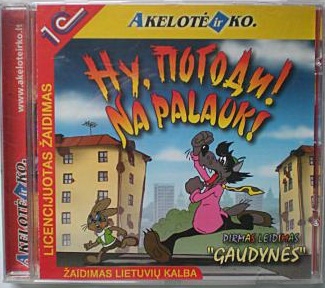 1C
AKELOTĖ ir KO.
www.akeloteirko.lt
AKELOTĖ ir KO.
LICENCIJUOTAS ŽAIDIMAS
Ну, погоди!
NA PALAUK!
PIRMAS LEIDIMAS
"GAUDYNĖS"
ŽAIDIMAS LIETUVIŲ KALBA